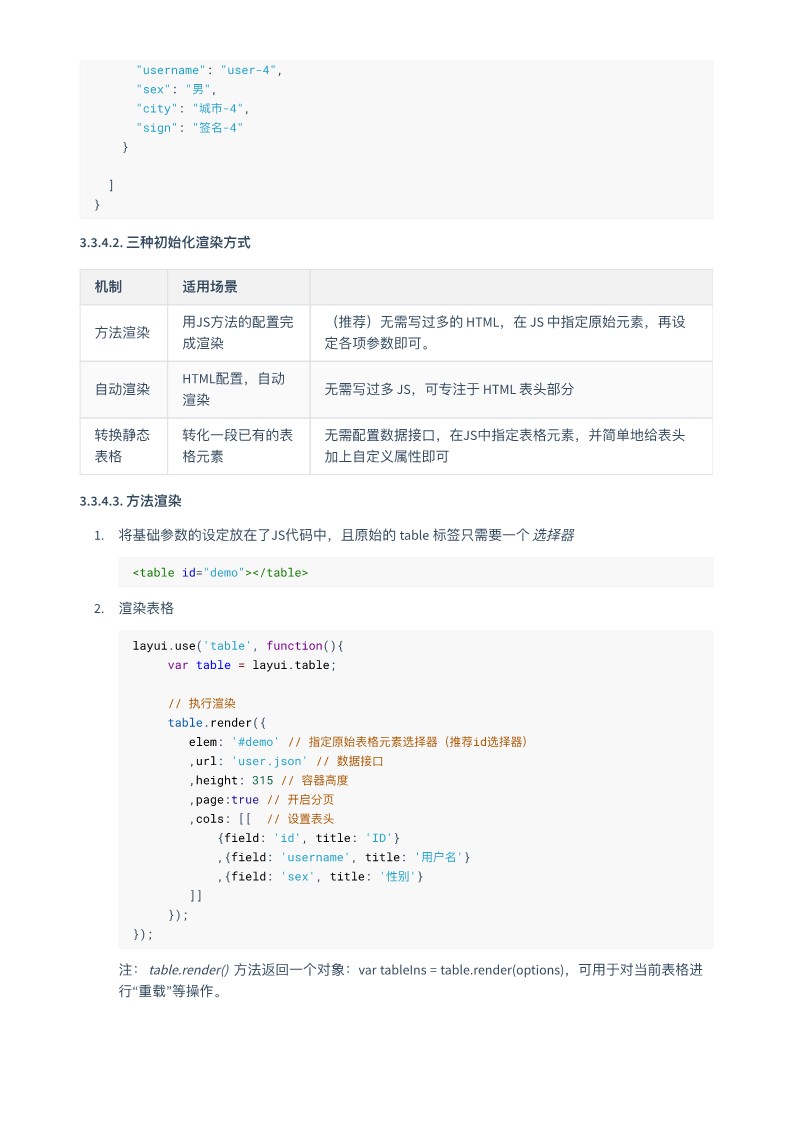 "username": "user-4",
"sex": "男",
"city": "城市-4",
"sign": "签名-4"
}
]
}
3.3.4.2. 三种初始化渲染方式
机制 适用场景
方法渲染 用JS方法的配置完成渲染 （推荐）无需写过多的 HTML，在 JS 中指定原始元素，再设定各项参数即可。
自动渲染 HTML配置，自动渲染 无需写过多 JS，可专注于 HTML 表头部分
转换静态表格 转化一段已有的表格元素 无需配置数据接口，在JS中指定表格元素，并简单地给表头加上自定义属性即可
3.3.4.3. 方法渲染
1. 将基础参数的设定放在了JS代码中，且原始的 table 标签只需要一个 选择器
<table id="demo"></table>
2. 渲染表格
layui.use('table', function(){
var table = layui.table;
// 执行渲染
table.render({
elem: '#demo' // 指定原始表格元素选择器（推荐id选择器）
,url: 'user.json' // 数据接口
,height: 315 // 容器高度
,page:true // 开启分页
,cols: [[ // 设置表头
{field: 'id', title: 'ID'}
,{field: 'username', title: '用户名'}
,{field: 'sex', title: '性别'}
]]
});
});
注： table.render() 方法返回一个对象：var tableIns = table.render(options)，可用于对当前表格进
行“重载”等操作。